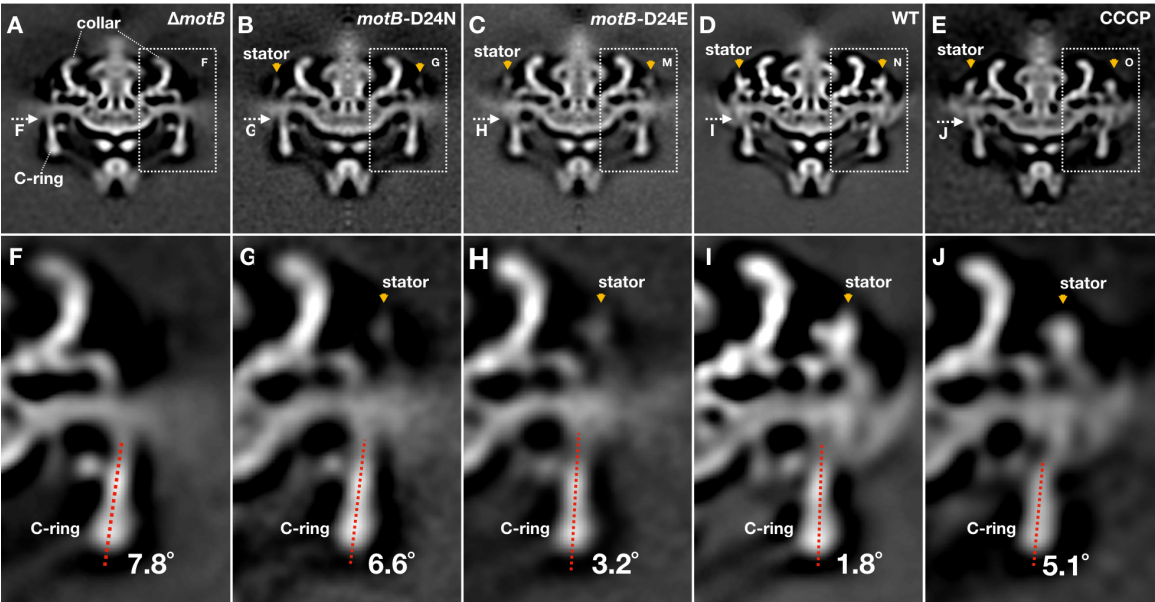 A
ΔmotB
collar
F
F
C-ring
B
motB-D24N
stator
G
G
C
motB-D24E
stator
M
H
D
WT
stator
N
I
E
CCCP
stator
O
J
F
C-ring
7.8°
G
stator
C-ring
6.6°
H
stator
C-ring
3.2°
I
stator
C-ring
1.8°
J
stator
C-ring
5.1°